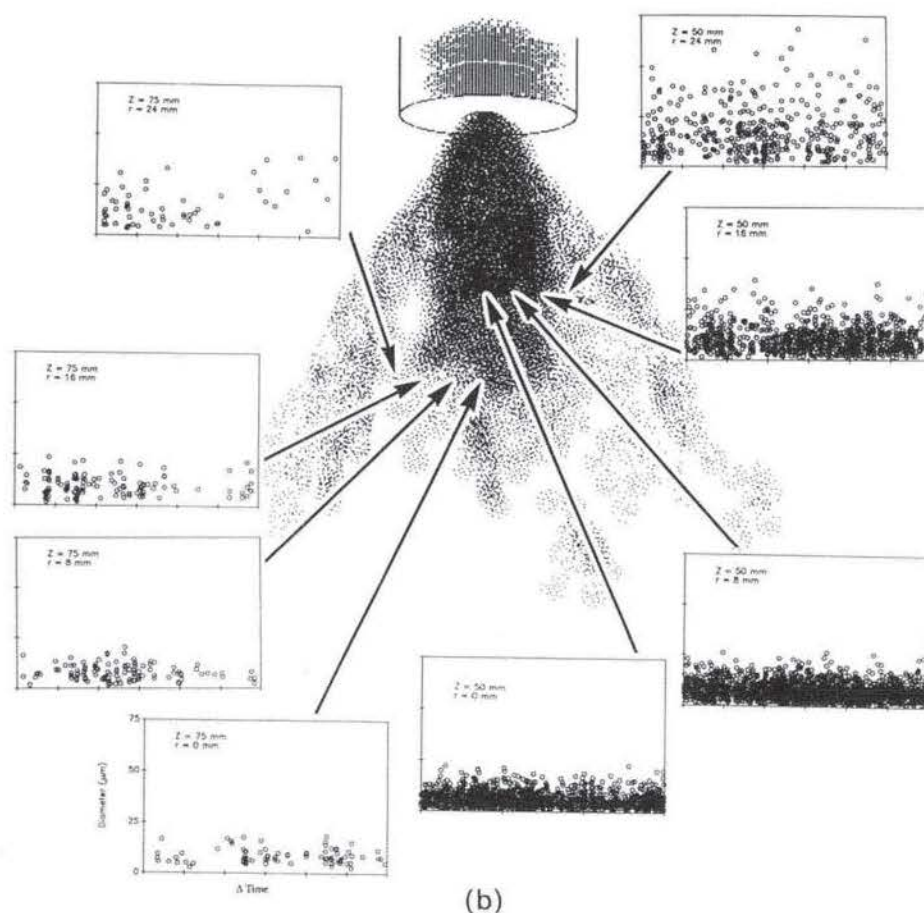 Z = 50 mm
r = 24 mm
Z = 75 mm
r = 24 mm
Z = 50 mm
r = 16 mm
Z = 75 mm
r = 16 mm
Z = 75 mm
r = 8 mm
Z = 50 mm
r = 8 mm
Z = 50 mm
r = 0 mm
Z = 75 mm
r = 0 mm
75
50
25
0
Diameter (μm)
Δ Time
(b)